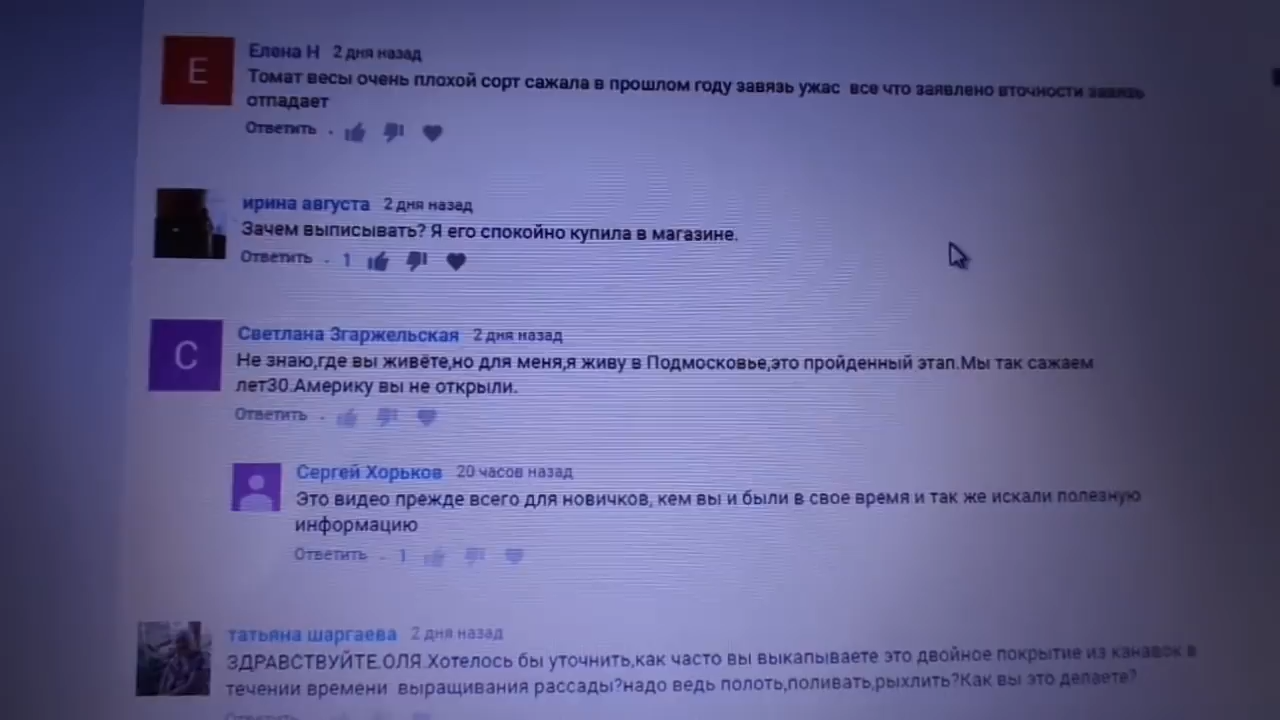 E
Елена Н 2 дня назад
Томат весы очень плохой сорт сажала в прошлом году завязь ужас все что заявлено вточности завязь
отпадает
Ответить
ирина августа 2 дня назад
Зачем выписывать? Я его спокойно купила в магазине.
Ответить 1
С
Светлана Згаржельская 2 дня назад
Не знаю,где вы живёте,но для меня,я живу в Подмосковье,это пройденный этап.Мы так сажаем
лет30.Америку вы не открыли.
Ответить
Сергей Хорьков 20 часов назад
Это видео прежде всего для новичков, кем вы и были в свое время и так же искали полезную
информацию
Ответить 1
татьяна шаргаева 2 дня назад
ЗДРАВСТВУЙТЕ.ОЛЯ.Хотелось бы уточнить,как часто вы выкапываете это двойное покрытие из канавок в
течении времени выращивания рассады?надо ведь полоть,поливать,рыхлить?Как вы это делаете?
Ответить